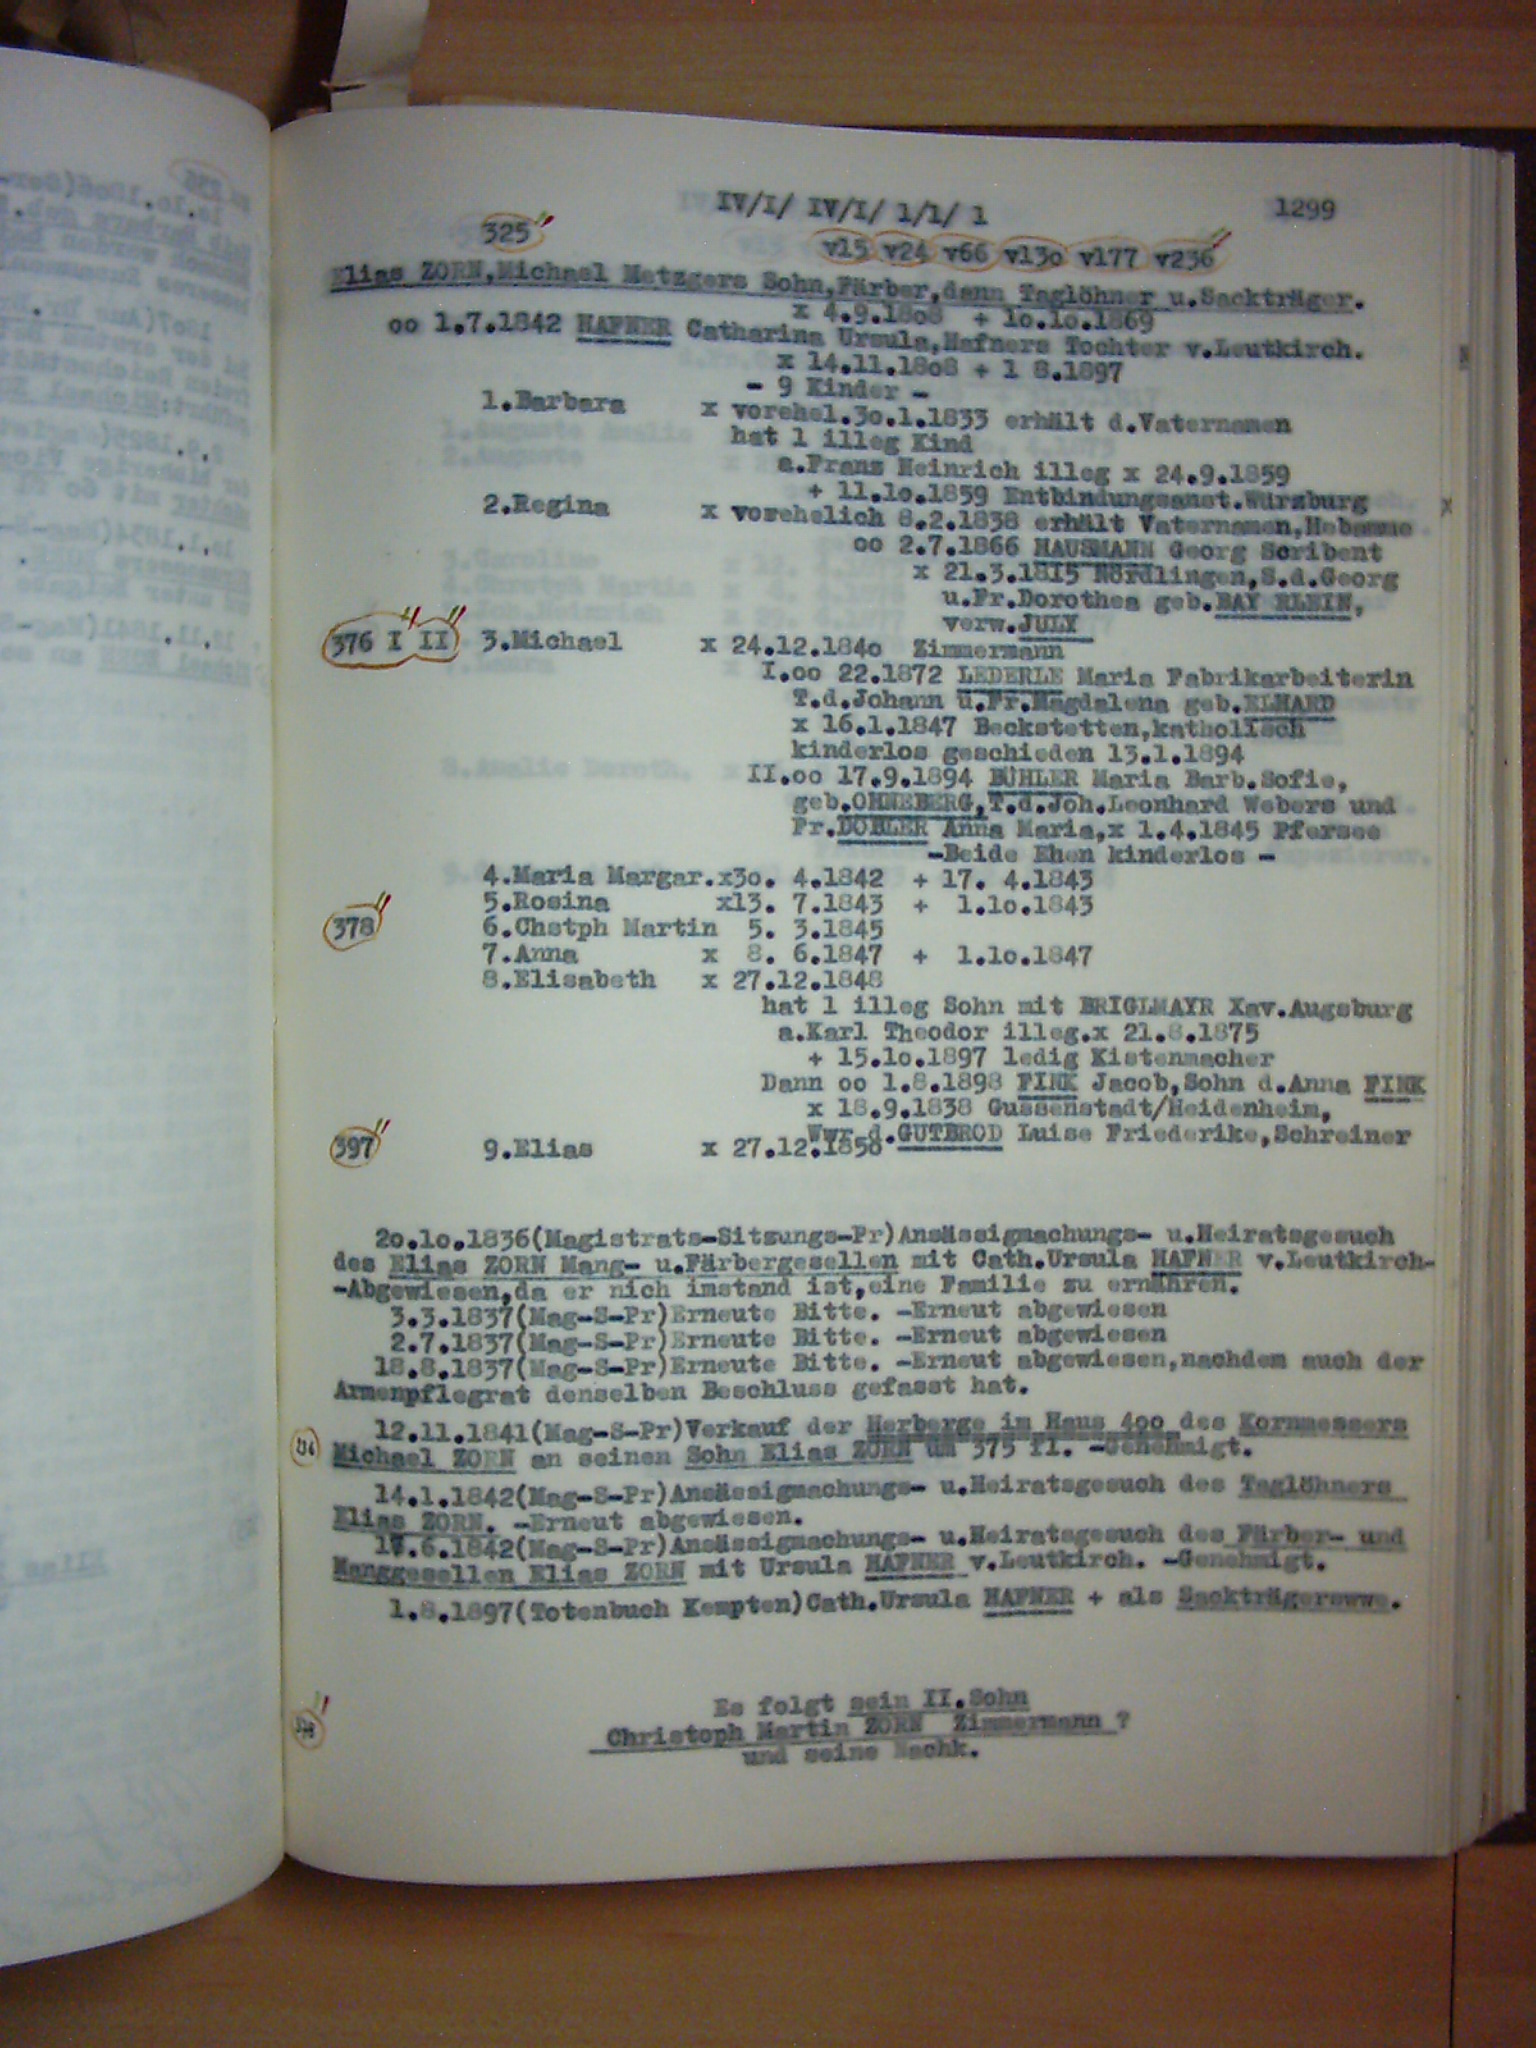 IV/I/ IV/I/ 1/1/ 1 1299
325 v15 v24 v66 v13o v177 v236
Elias ZORN,Michael Metzgers Sohn,Färber,dann Taglöhner u.Sackträger.
x 4.9.18o8 + 1o.1o.1869
oo 1.7.1842 HAFNER Catharina Ursula,Hafners Tochter v.Leutkirch.
x 14.11.18o8 + 1 8.1897
- 9 Kinder -
1.Barbara x vorehel.3o.1.1833 erhält d.Vaternamen
hat 1 illeg Kind
a.Franz Heinrich illeg x 24.9.1859
+ 11.1o.1859 Entbindungsanst.Würzburg
2.Regina x vorehelich 8.2.1838 erhält Vaternamen,Hebamme
oo 2.7.1866 HAUSMANN Georg Scribent
x 21.3.1815 Nördlingen,S.d.Georg
u.Fr.Dorothea geb.BAY RLEIN,
verw.JULY
376 I II 3.Michael x 24.12.184o Zimmermann
I.oo 22.1872 LEDERLE Maria Fabrikarbeiterin
T.d.Johann u.Fr.Magdalena geb.ELHARD
x 16.1.1847 Beckstetten,katholisch
kinderlos geschieden 13.1.1894
II.oo 17.9.1894 BÜHLER Maria Barb.Sofie,
geb.OHNEBERG,T.d.Joh.Leonhard Webers und
Fr.DOBLER Anna Maria,x 1.4.1845 Pfersee
-Beide Ehen kinderlos -
4.Maria Margar.x3o. 4.1842 + 17. 4.1843
5.Rosina x13. 7.1843 + 1.1o.1843
378 6.Chstph Martin 5. 3.1845
7.Anna x 8. 6.1847 + 1.1o.1847
8.Elisabeth x 27.12.1848
hat 1 illeg Sohn mit BRIGLMAYR Xav.Augsburg
a.Karl Theodor illeg.x 21.8.1875
+ 15.1o.1897 ledig Kistenmacher
Dann oo 1.8.1898 FINK Jacob,Sohn d.Anna FINK
x 18.9.1838 Gussenstadt/Heidenheim,
Wwr d.GUTBROD Luise Friederike,Schreiner
397 9.Elias x 27.12.1850
2o.1o.1836(Magistrats-Sitzungs-Pr)Ansässigmachungs- u.Heiratsgesuch
des Elias ZORN Mang- u.Färbergesellen mit Cath.Ursula HAFNER v.Leutkirch-
-Abgewiesen,da er nich imstand ist,eine Familie zu ernähren.
3.3.1837(Mag-S-Pr)Erneute Bitte. -Erneut abgewiesen
2.7.1837(Mag-S-Pr)Erneute Bitte. -Erneut abgewiesen
18.8.1837(Mag-S-Pr)Erneute Bitte. -Erneut abgewiesen,nachdem auch der
Armenpflegrat denselben Beschluss gefasst hat.
12.11.1841(Mag-S-Pr)Verkauf der Herberge im Haus 4oo des Kornmessers
236 Michael ZORN an seinen Sohn Elias ZORN um 375 fl. -Genehmigt.
14.1.1842(Mag-S-Pr)Ansässigmachungs- u.Heiratsgesuch des Taglöhners
Elias ZORN. -Erneut abgewiesen.
17.6.1842(Mag-S-Pr)Ansässigmachungs- u.Heiratsgesuch des Färber- und
Manggesellen Elias ZORN mit Ursula HAFNER v.Leutkirch. -Genehmigt.
1.8.1897(Totenbuch Kempten)Cath.Ursula HAFNER + als Sackträgerswwe.
Es folgt sein II.Sohn
378 Christoph Martin ZORN Zimmermann ?
und seine Nachk.